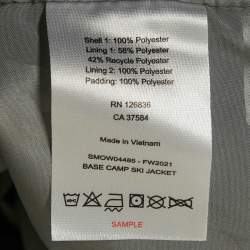 Shell 1: 100% Polyester
Lining 1: 58% Polyester
42% Recycle Polyester
Lining 2: 100% Polyester
Padding: 100% Polyester
RN 126836
CA 37584
Made in Vietnam
SMOW04485 - FW2021
BASE CAMP SKI JACKET
SAMPLE